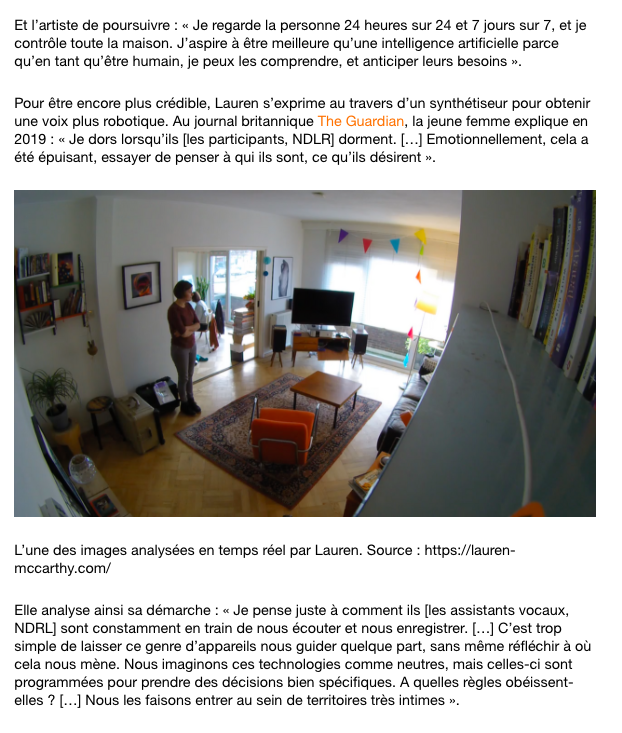 Et l’artiste de poursuivre : « Je regarde la personne 24 heures sur 24 et 7 jours sur 7, et je
contrôle toute la maison. J’aspire à être meilleure qu’une intelligence artificielle parce
qu’en tant qu’être humain, je peux les comprendre, et anticiper leurs besoins ».
Pour être encore plus crédible, Lauren s’exprime au travers d’un synthétiseur pour obtenir
une voix plus robotique. Au journal britannique The Guardian, la jeune femme explique en
2019 : « Je dors lorsqu’ils [les participants, NDLR] dorment. […] Emotionnellement, cela a
été épuisant, essayer de penser à qui ils sont, ce qu’ils désirent ».
L’une des images analysées en temps réel par Lauren. Source : https://lauren-
mccarthy.com/
Elle analyse ainsi sa démarche : « Je pense juste à comment ils [les assistants vocaux,
NDRL] sont constamment en train de nous écouter et nous enregistrer. […] C’est trop
simple de laisser ce genre d’appareils nous guider quelque part, sans même réfléchir à où
cela nous mène. Nous imaginons ces technologies comme neutres, mais celles-ci sont
programmées pour prendre des décisions bien spécifiques. A quelles règles obéissent-
elles ? […] Nous les faisons entrer au sein de territoires très intimes ».